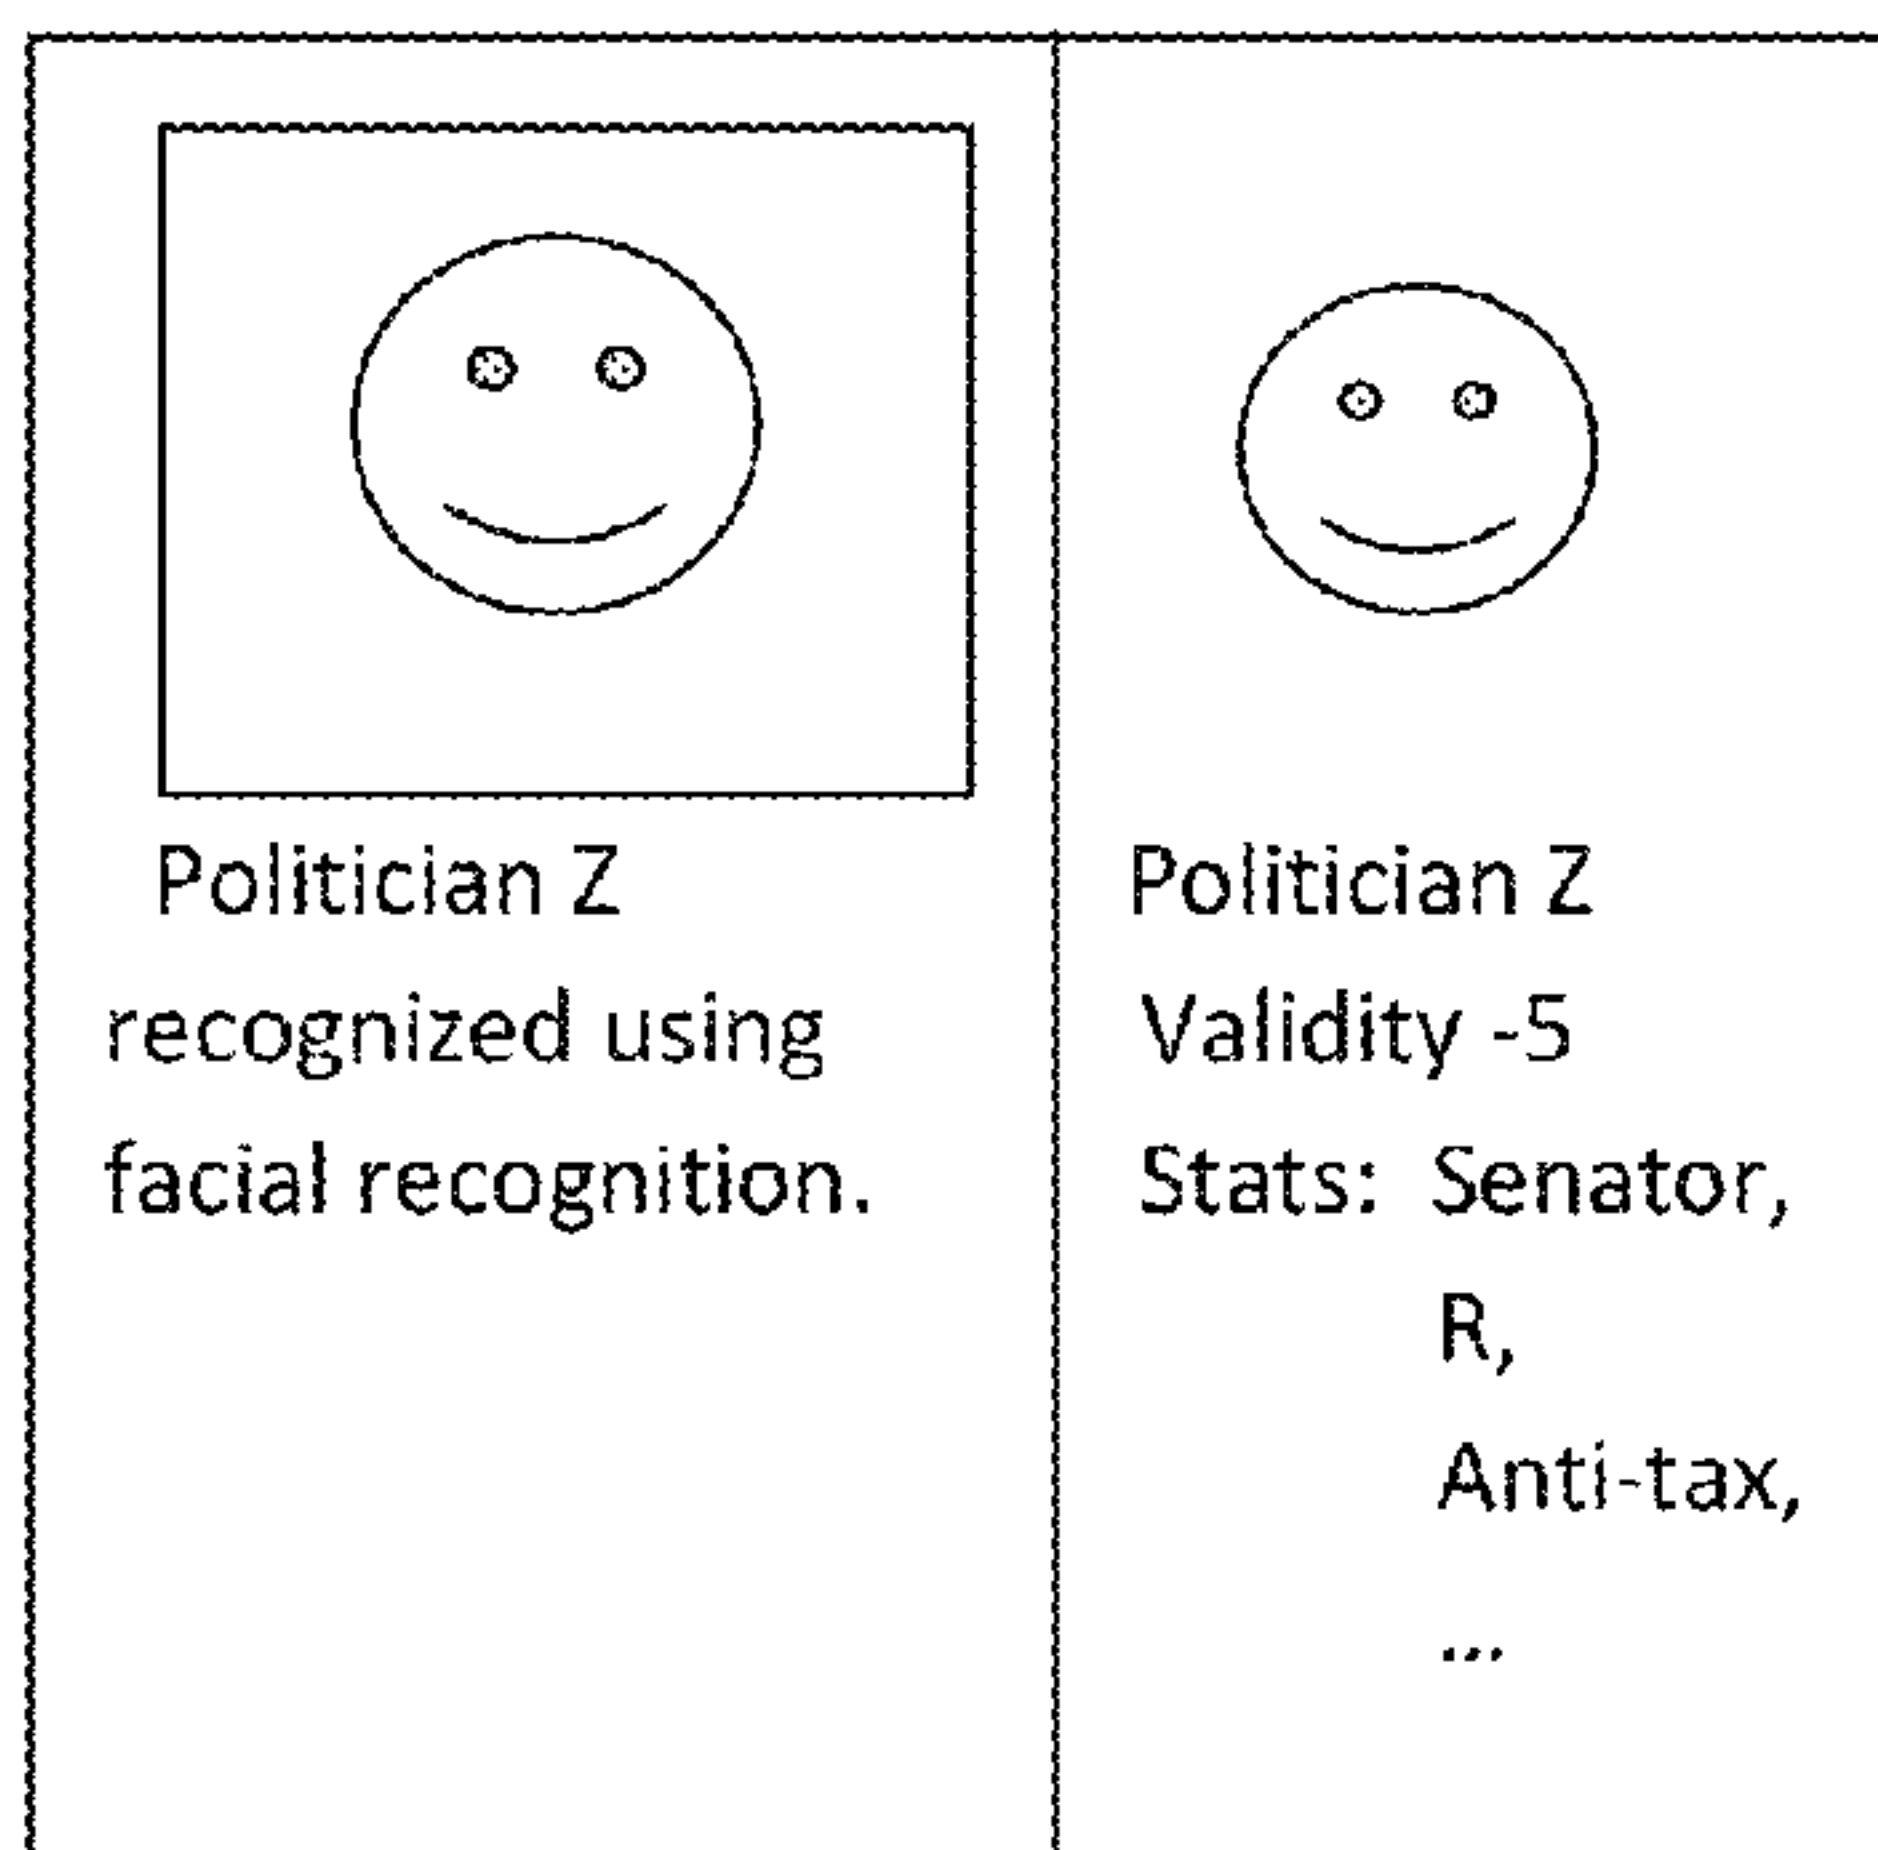 Politician Z
recognized using
facial recognition.
Politician Z
Validity -5
Stats: Senator,
R,
Anti-tax,
...